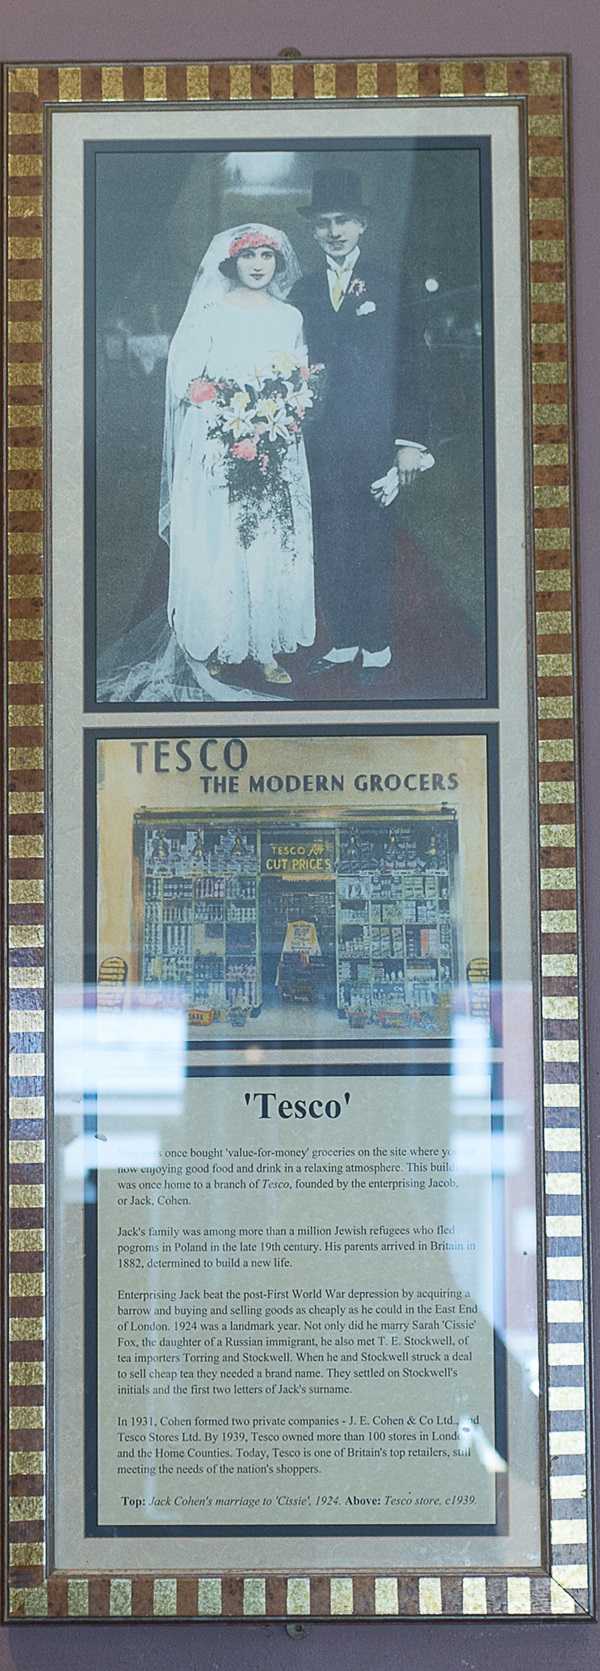 TESCO
THE MODERN GROCERS
TESCO for
CUT PRICES
'Tesco'
Shoppers once bought 'value-for-money' groceries on the site where you are
now enjoying good food and drink in a relaxing atmosphere. This building
was once home to a branch of Tesco, founded by the enterprising Jacob,
or Jack, Cohen.
Jack's family was among more than a million Jewish refugees who fled
pogroms in Poland in the late 19th century. His parents arrived in Britain in
1882, determined to build a new life.
Enterprising Jack beat the post-First World War depression by acquiring a
barrow and buying and selling goods as cheaply as he could in the East End
of London. 1924 was a landmark year. Not only did he marry Sarah 'Cissie'
Fox, the daughter of a Russian immigrant, he also met T. E. Stockwell, of
tea importers Torring and Stockwell. When he and Stockwell struck a deal
to sell cheap tea they needed a brand name. They settled on Stockwell's
initials and the first two letters of Jack's surname.
In 1931, Cohen formed two private companies - J. E. Cohen & Co Ltd., and
Tesco Stores Ltd. By 1939, Tesco owned more than 100 stores in London
and the Home Counties. Today, Tesco is one of Britain's top retailers, still
meeting the needs of the nation's shoppers.
Top: Jack Cohen's marriage to 'Cissie', 1924. Above: Tesco store, c1939.